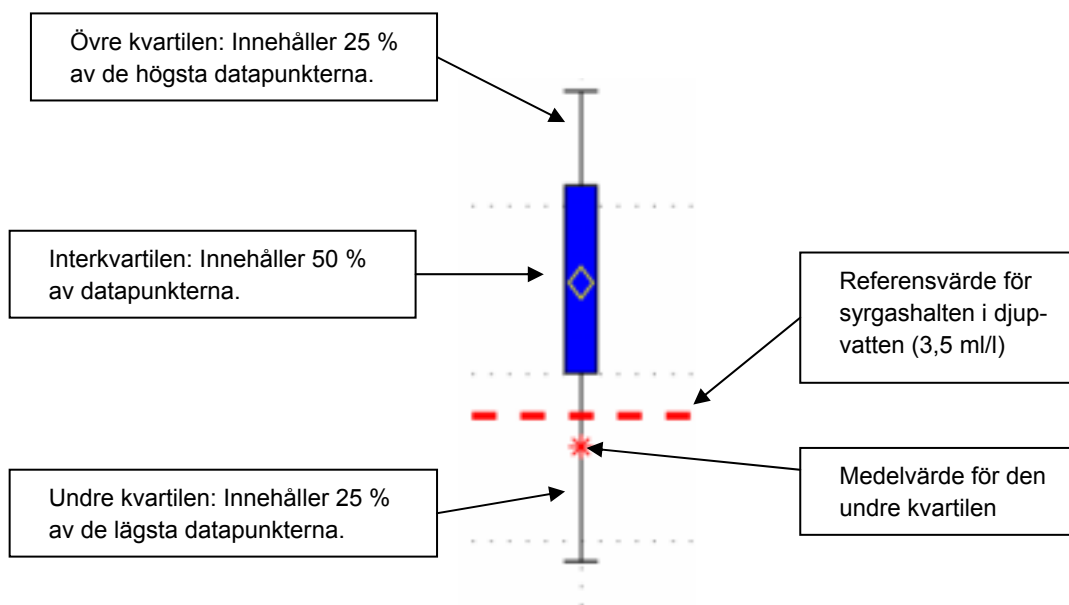 Övre kvartilen: Innehåller 25 %
av de högsta datapunkterna.
Interkvartilen: Innehåller 50 %
av datapunkterna.
Referensvärde för
syrgashalten i djup-
vatten (3,5 ml/l)
Undre kvartilen: Innehåller 25 %
av de lägsta datapunkterna.
Medelvärde för den
undre kvartilen